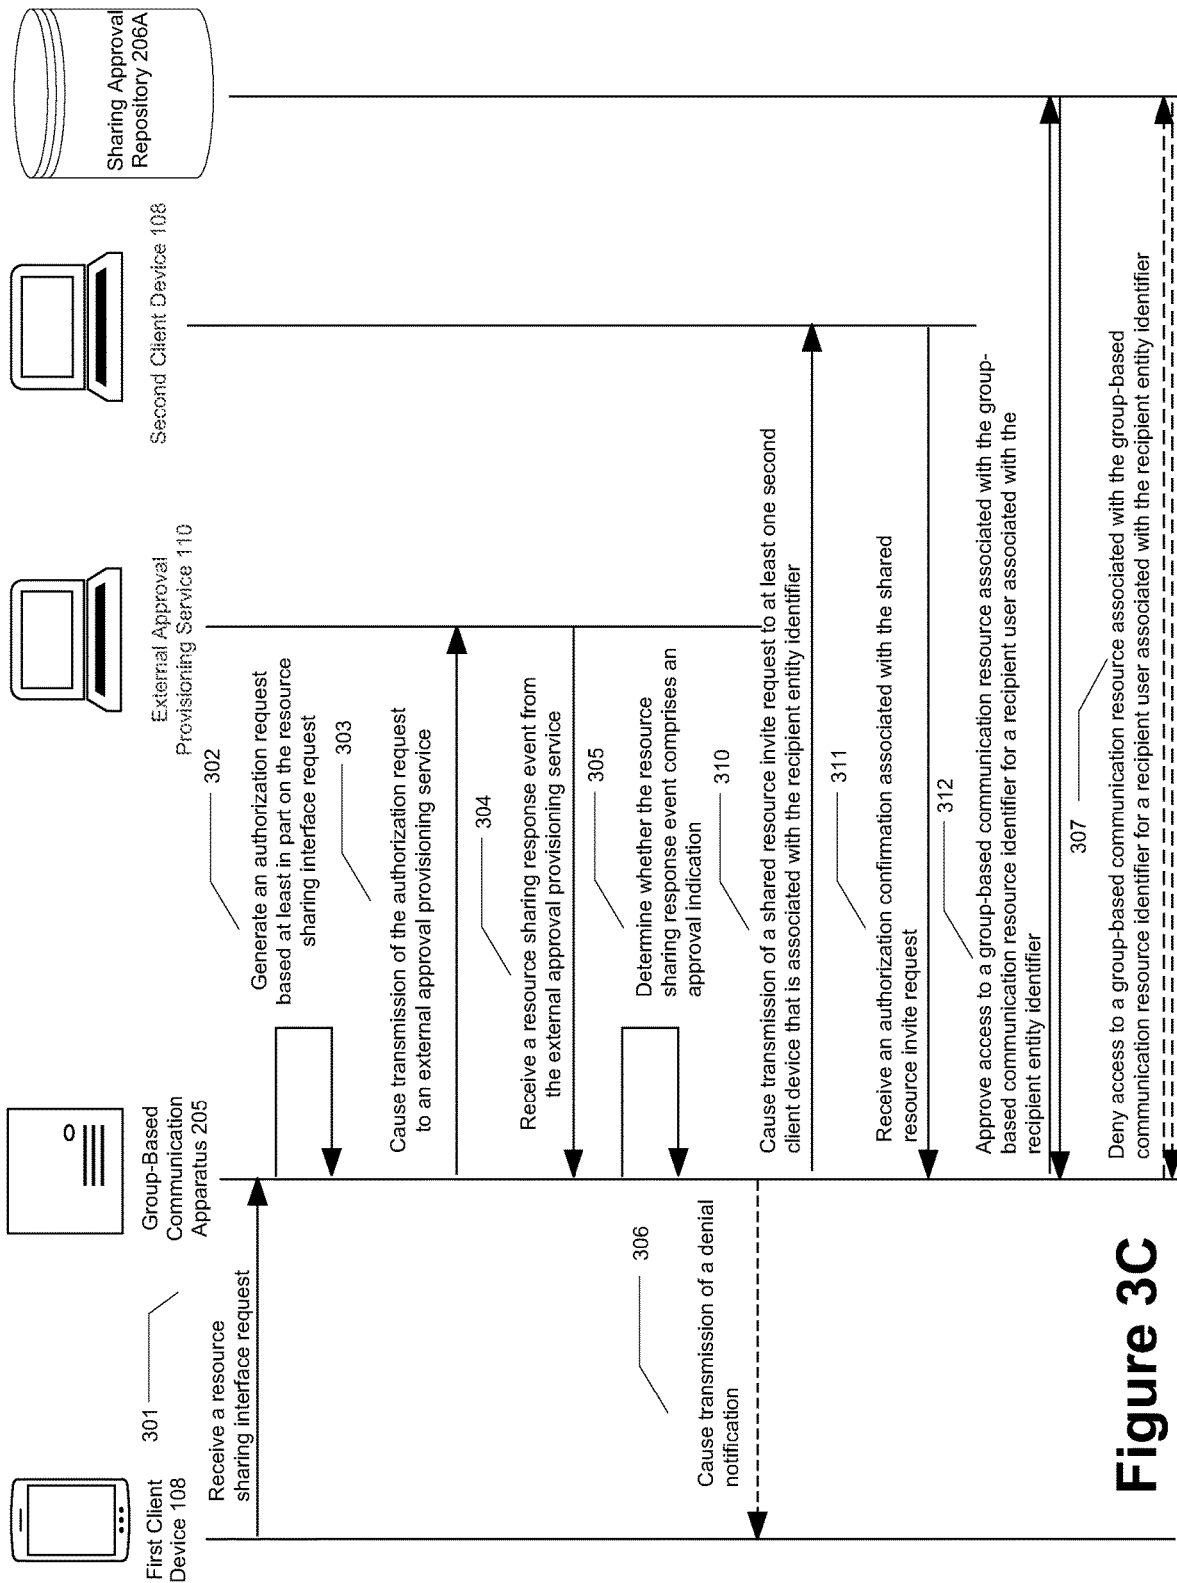 First Client
Device 108
Group-Based
Communication
Apparatus 205
External Approval
Provisioning Service 110
Second Client Device 108
Sharing Approval
Repository 206A
301
Receive a resource
sharing interface request
302
Generate an authorization request
based at least in part on the resource
sharing interface request
303
Cause transmission of the authorization request
to an external approval provisioning service
304
Receive a resource sharing response event from
the external approval provisioning service
305
Determine whether the resource
sharing response event comprises an
approval indication
306
Cause transmission of a denial
notification
310
Cause transmission of a shared resource invite request to at least one second
client device that is associated with the recipient entity identifier
311
Receive an authorization confirmation associated with the shared
resource invite request
312
Approve access to a group-based communication resource associated with the group-
based communication resource identifier for a recipient user associated with the
recipient entity identifier
307
Deny access to a group-based communication resource associated with the group-based
communication resource identifier for a recipient user associated with the recipient entity identifier
Figure 3C